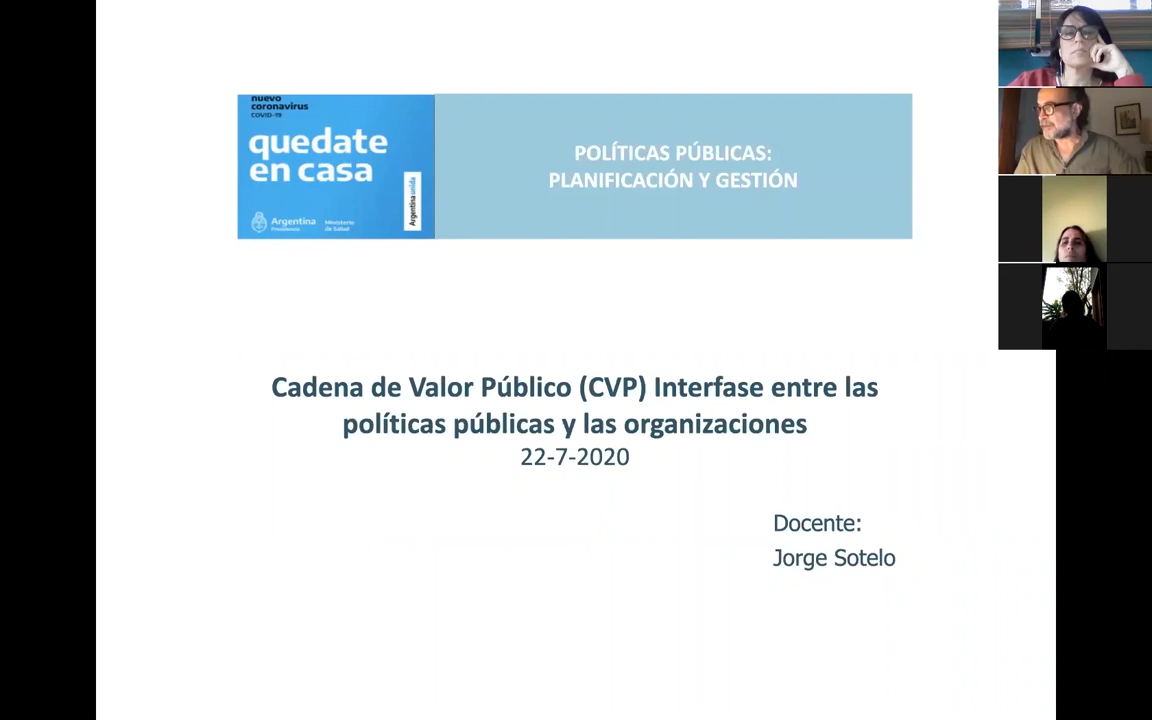 nuevo
coronavirus
COVID-19
quedate
en casa
Argentina
Presidencia
Ministerio
de Salud
Argentina unida
POLÍTICAS PÚBLICAS:
PLANIFICACIÓN Y GESTIÓN
Cadena de Valor Público (CVP) Interfase entre las
políticas públicas y las organizaciones
22-7-2020
Docente:
Jorge Sotelo